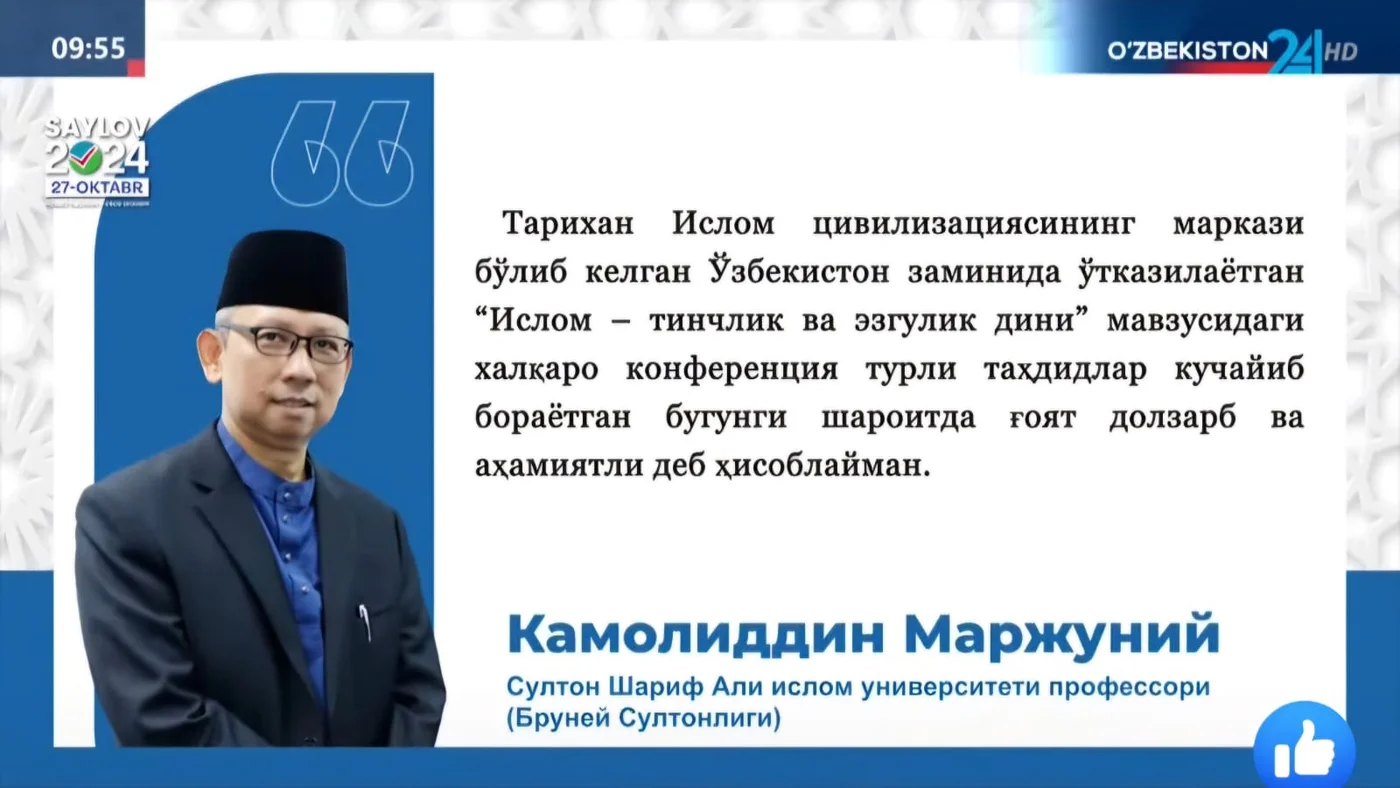 09:55
O‘ZBEKISTON 24 HD
SAYLOV
2024
27-OKTABR
Тарихан Ислом цивилизациясининг маркази
бўлиб келган Ўзбекистон заминида ўтказилаётган
“Ислом – тинчлик ва эзгулик дини” мавзусидаги
халқаро конференция турли таҳдидлар кучайиб
бораётган бугунги шароитда ғоят долзарб ва
аҳамиятли деб ҳисоблайман.
Камолиддин Маржуний
Султон Шариф Али ислом университети профессори
(Бруней Султонлиги)